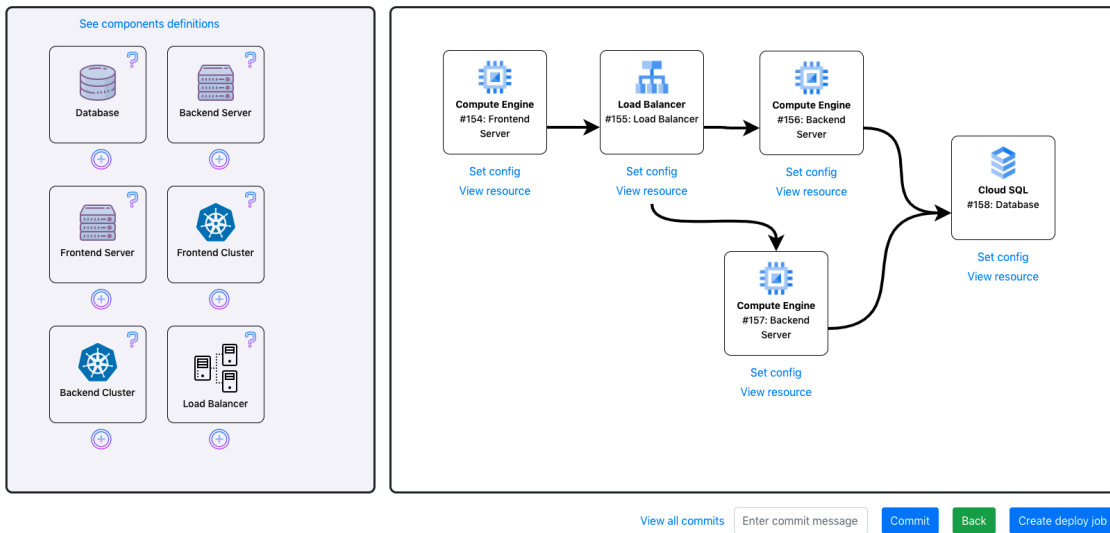 See components definitions
?
?
Database
Backend Server
?
?
Frontend Server
Frontend Cluster
?
?
Backend Cluster
Load Balancer
Compute Engine
#154: Frontend
Server
Set config
View resource
Load Balancer
#155: Load Balancer
Set config
View resource
Compute Engine
#156: Backend
Server
Set config
View resource
Compute Engine
#157: Backend
Server
Set config
View resource
Cloud SQL
#158: Database
Set config
View resource
View all commits
Enter commit message
Commit
Back
Create deploy job